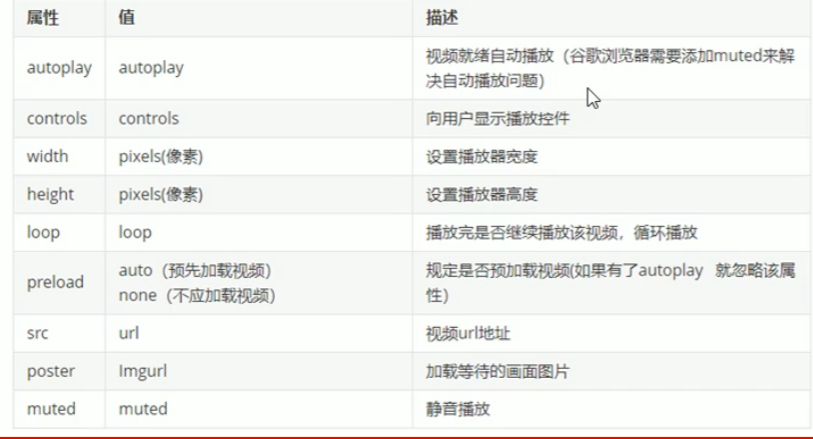 属性 值 描述
autoplay autoplay 视频就绪自动播放（谷歌浏览器需要添加muted来解
决自动播放问题）
controls controls 向用户显示播放控件
width pixels(像素) 设置播放器宽度
height pixels(像素) 设置播放器高度
loop loop 播放完是否继续播放该视频，循环播放
preload auto（预先加载视频）
none（不应加载视频） 规定是否预加载视频(如果有了autoplay 就忽略该属
性)
src url 视频url地址
poster Imgurl 加载等待的画面图片
muted muted 静音播放